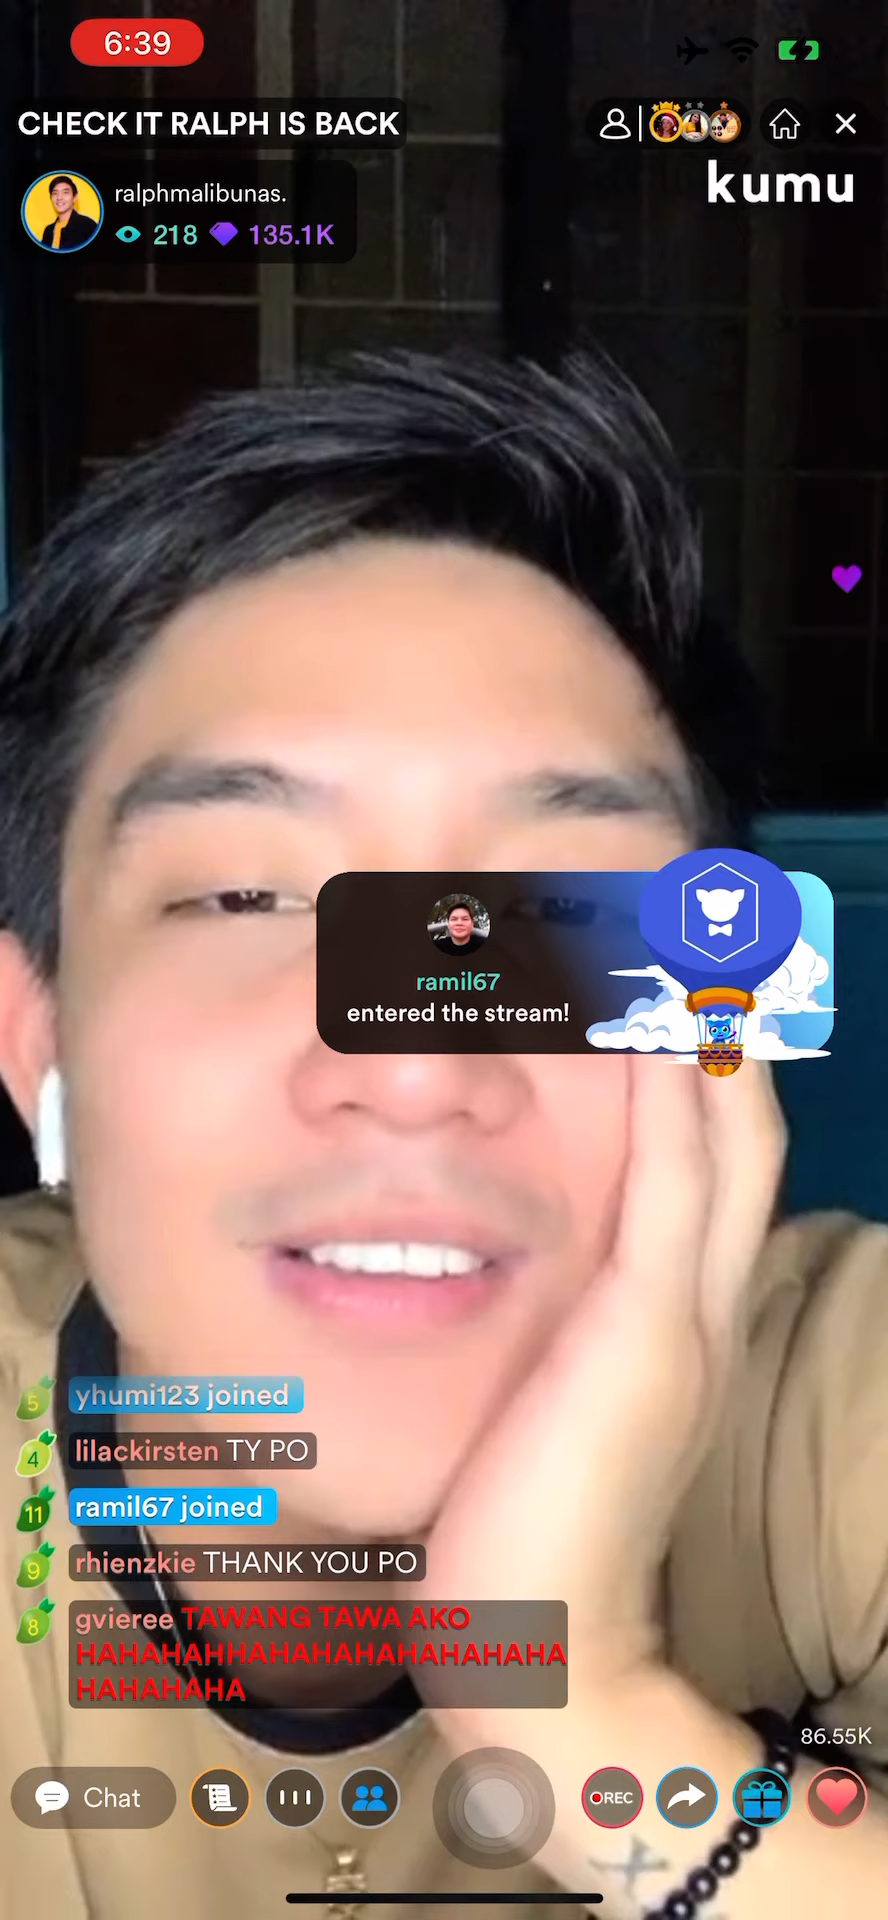 6:39
CHECK IT RALPH IS BACK
kumu
ralphmalibunas.
218 135.1K
ramil67
entered the stream!
5 yhumi123 joined
4 lilackirsten TY PO
11 ramil67 joined
9 rhienzkie THANK YOU PO
8 gvieree TAWANG TAWA AKO
HAHAHAHHAHAHAHAHAHAHAHA
HAHAHAHA
86.55K
Chat
REC